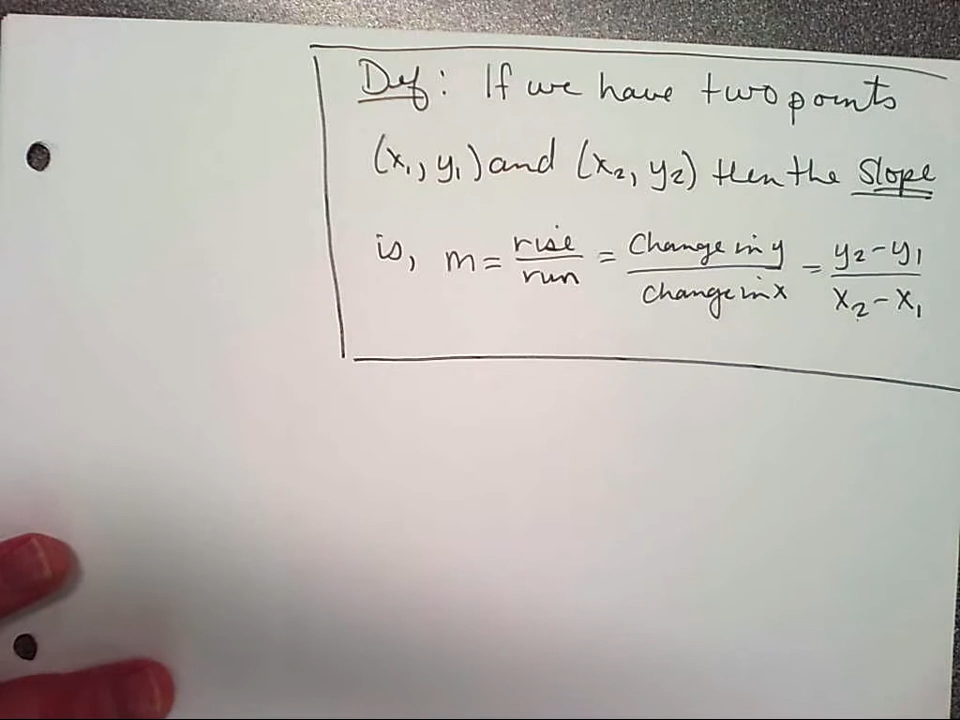 Def: If we have two points
(x₁, y₁) and (x₂, y₂) then the Slope
is, m = rise/run = Change in y/change in x = y₂-y₁/x₂-x₁